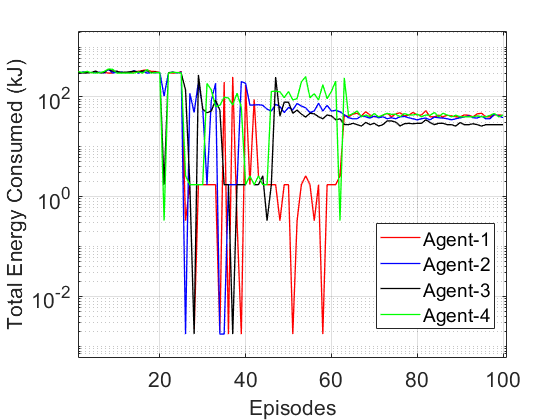 Total Energy Consumed (kJ)
10^2
10^0
10^-2
20
40
60
80
100
Episodes
Agent-1
Agent-2
Agent-3
Agent-4